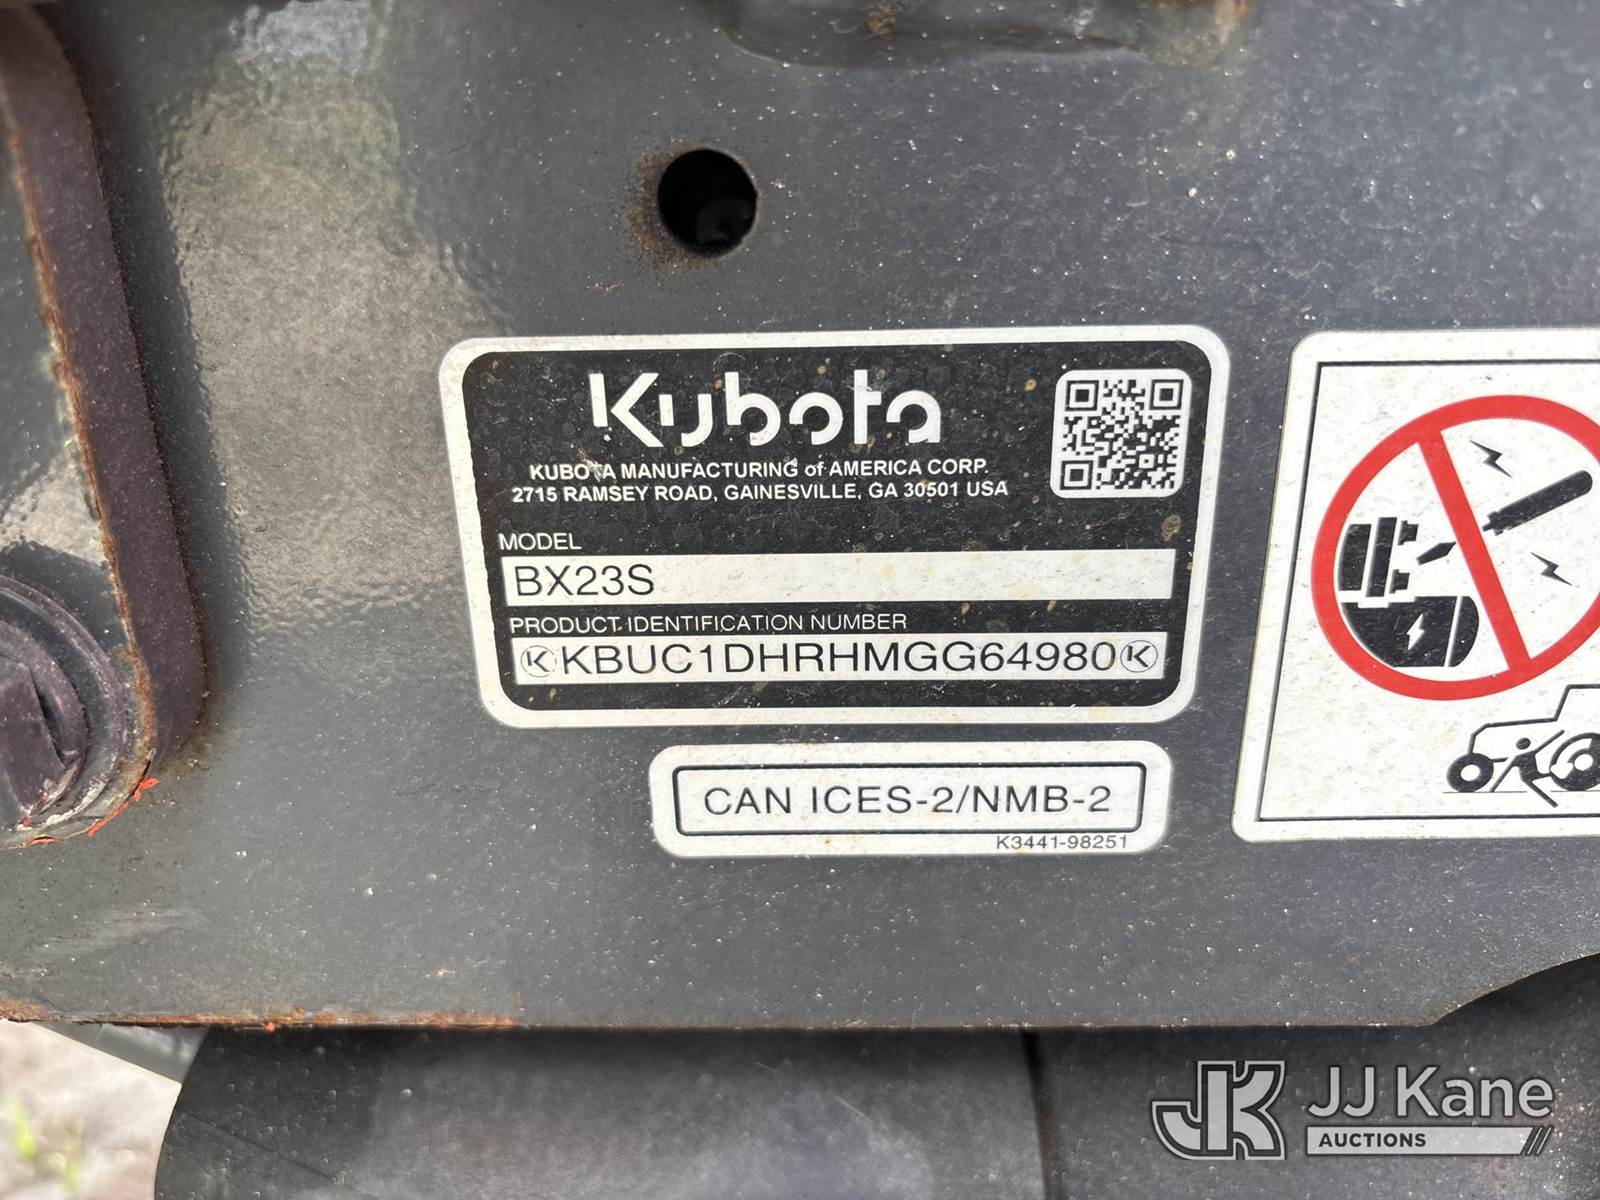 Kubota
KUBOTA MANUFACTURING of AMERICA CORP.
2715 RAMSEY ROAD, GAINESVILLE, GA 30501 USA
MODEL
BX23S
PRODUCT IDENTIFICATION NUMBER
KBUC1DHRHMGG64980
CAN ICES-2/NMB-2
K3441-98251
JK JJ Kane
AUCTIONS